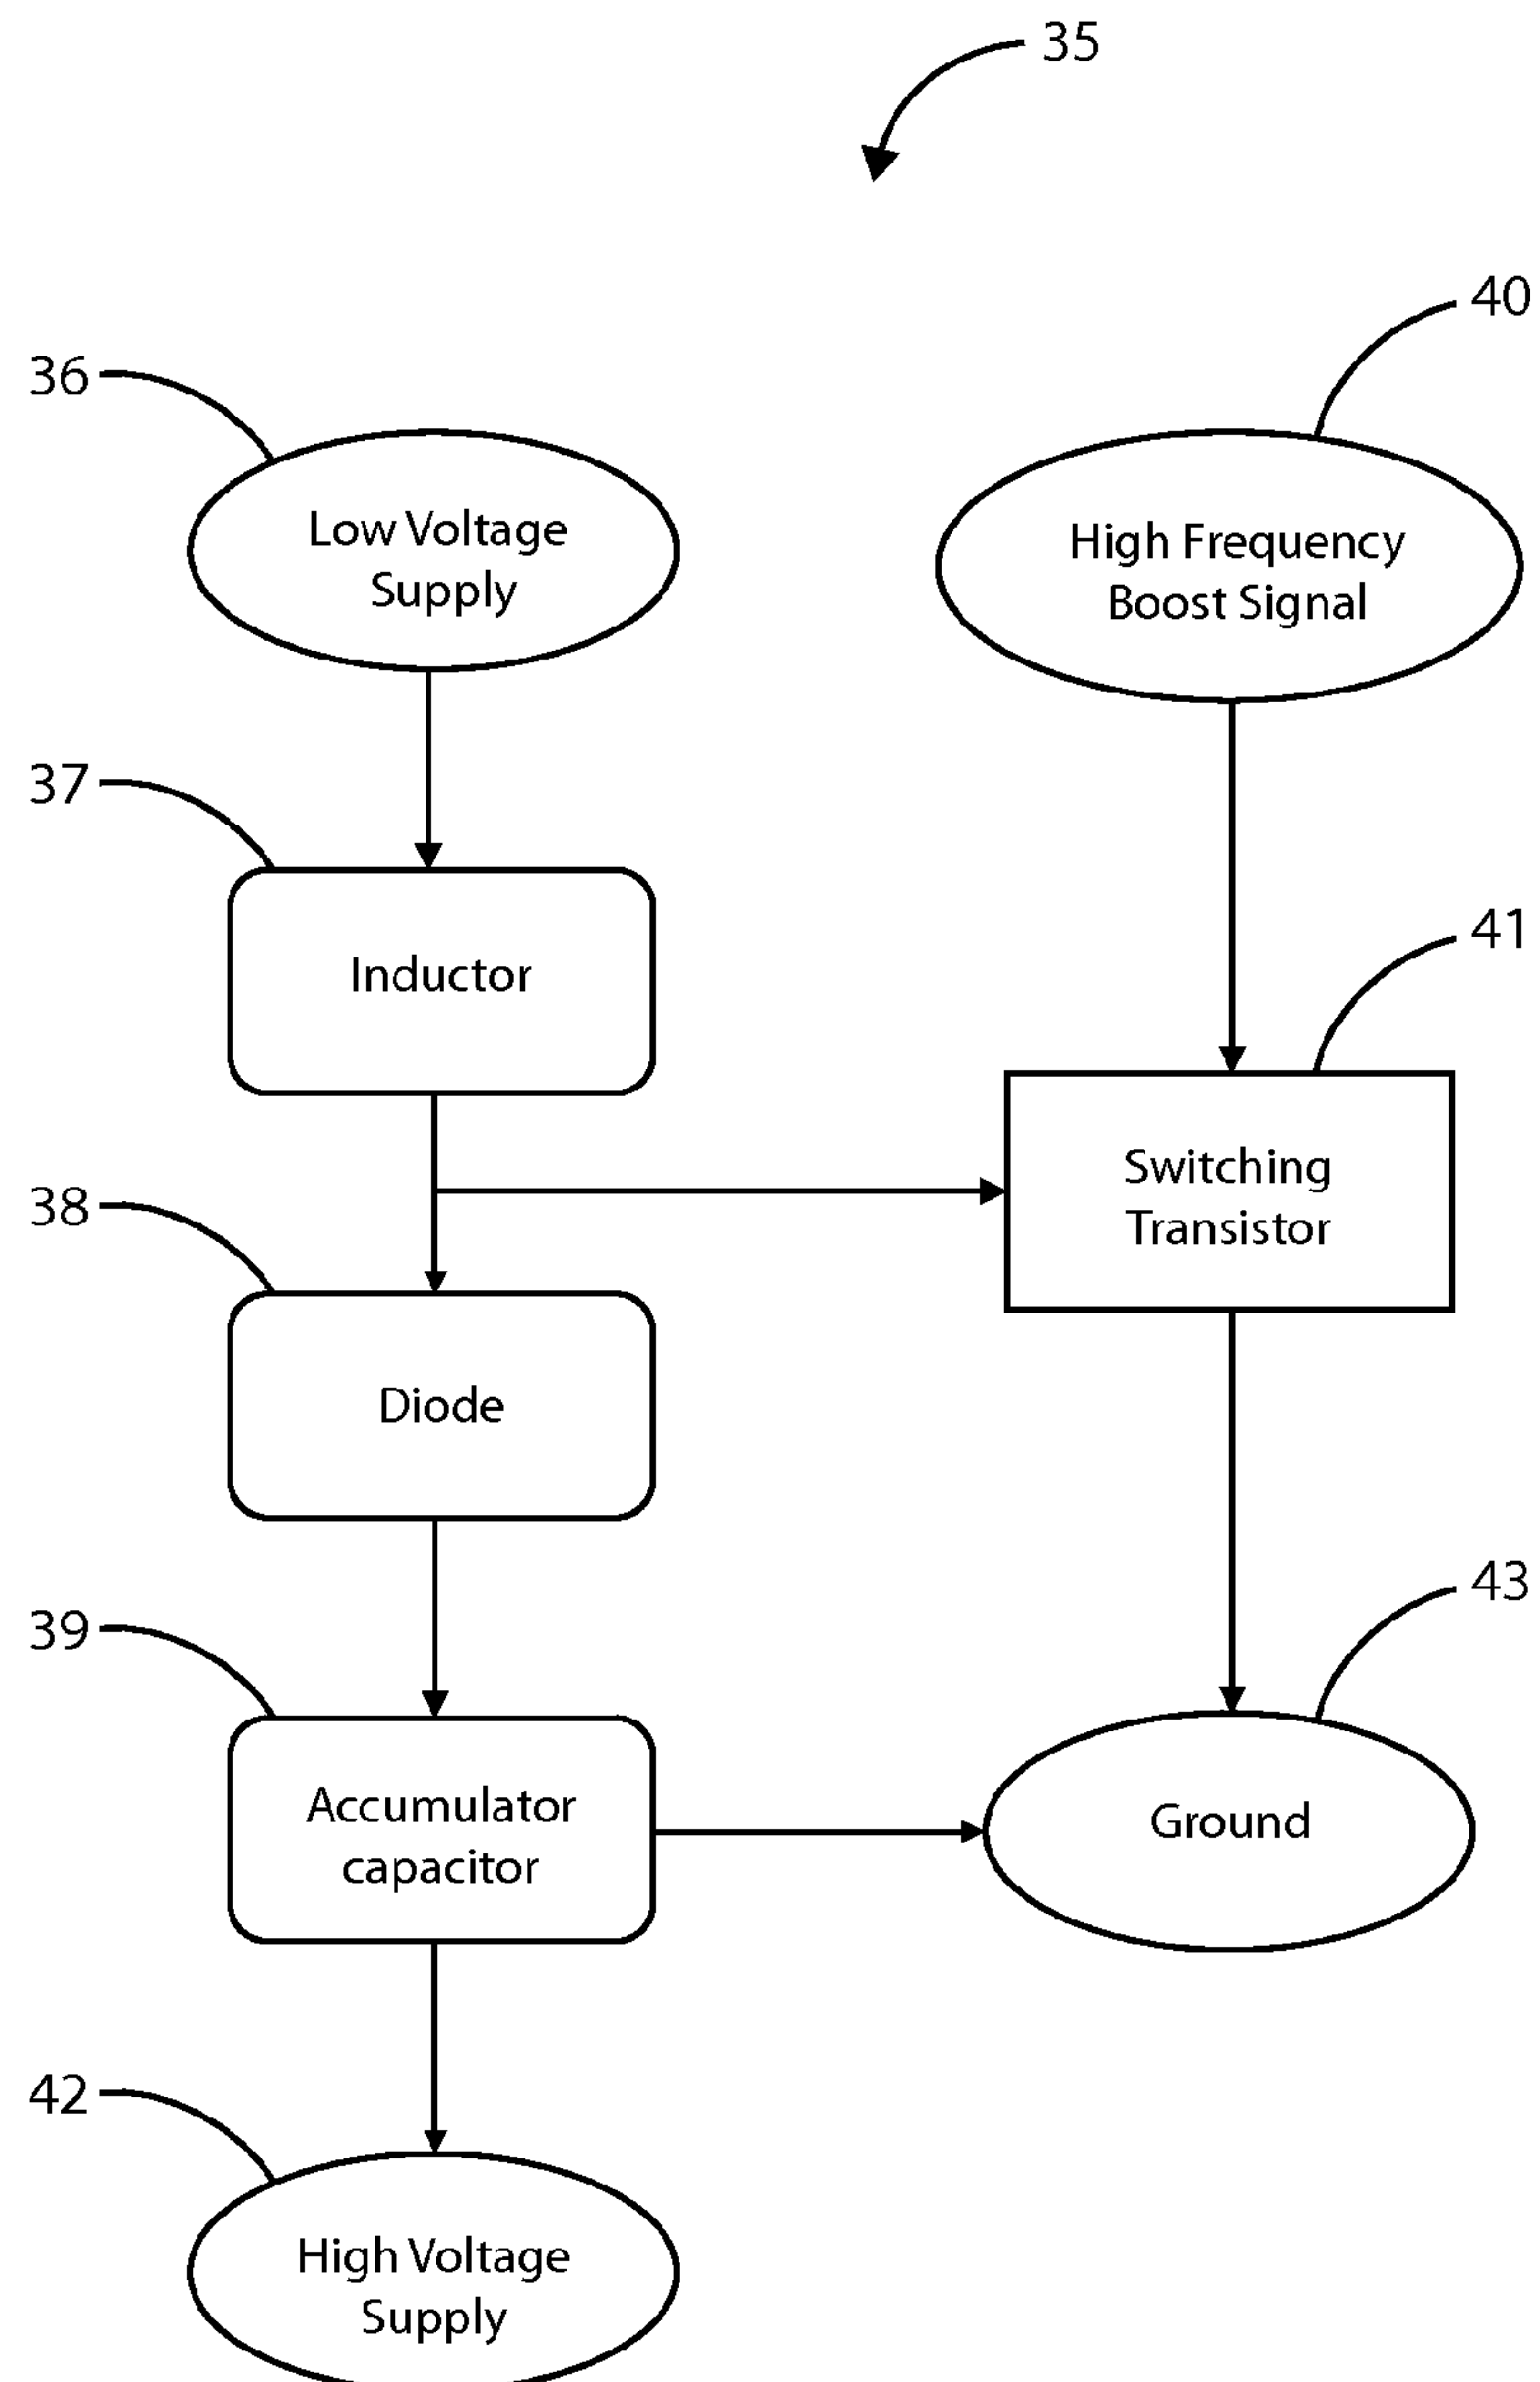 35
40
36
Low Voltage
Supply
High Frequency
Boost Signal
37
Inductor
41
Switching
Transistor
38
Diode
43
39
Accumulator
capacitor
Ground
42
High Voltage
Supply